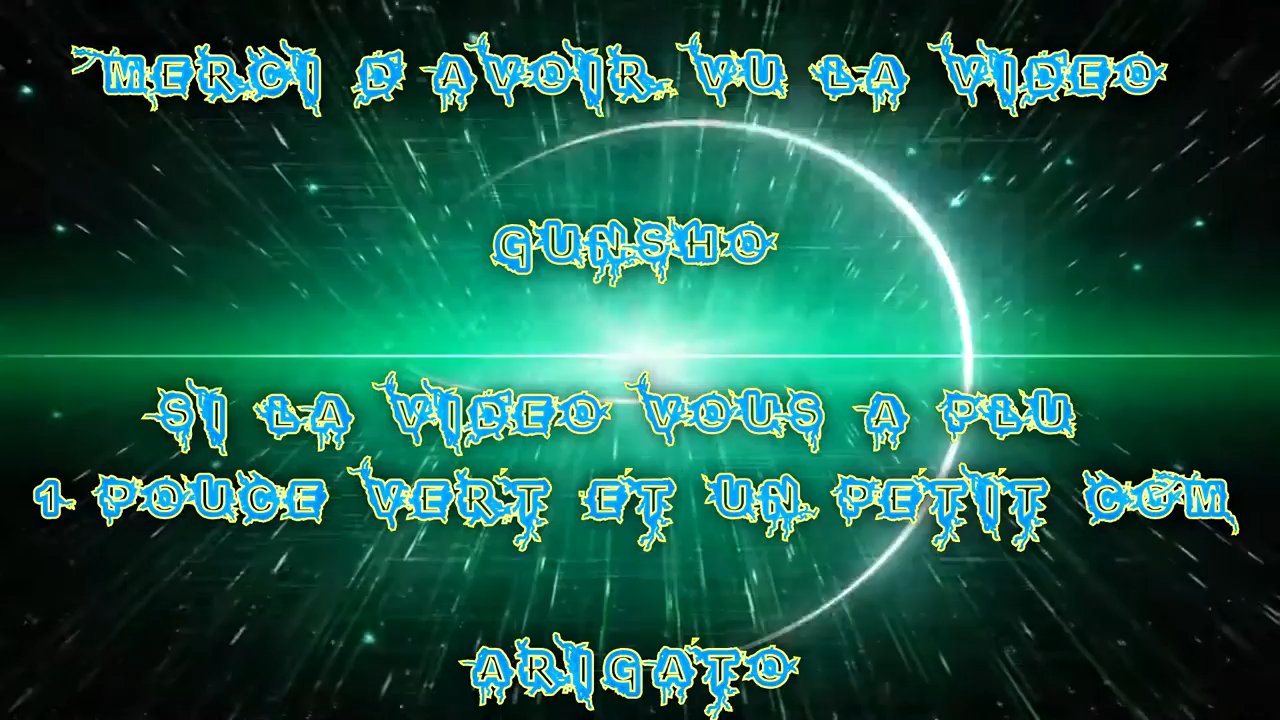 MERCI D AVOIR VU LA VIDEO
GUNSHO
SI LA VIDEO VOUS A PLU
1 POUCE VERT ET UN PETIT COM
ARIGATO